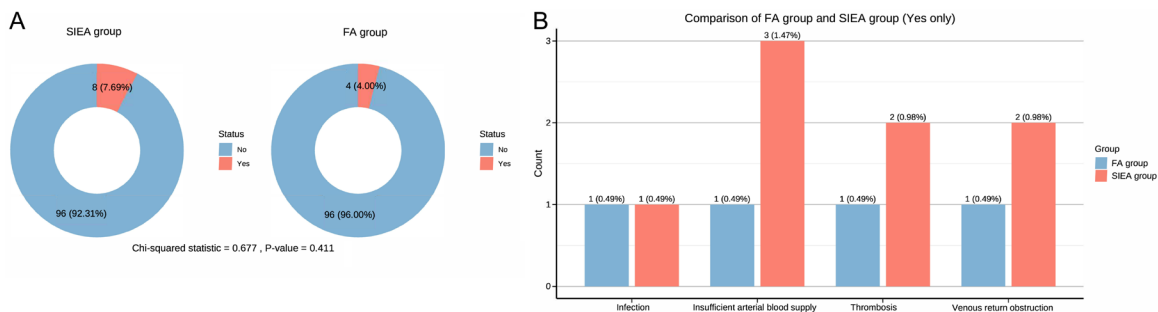 A
SIEA group
FA group
8 (7.69%)
96 (92.31%)
Status
No
Yes
4 (4.00%)
96 (96.00%)
Status
No
Yes
Chi-squared statistic = 0.677 , P-value = 0.411
B
Comparison of FA group and SIEA group (Yes only)
Count
3
2
1
0
1 (0.49%)
1 (0.49%)
1 (0.49%)
3 (1.47%)
1 (0.49%)
2 (0.98%)
1 (0.49%)
2 (0.98%)
Infection
Insufficient arterial blood supply
Thrombosis
Venous return obstruction
Group
FA group
SIEA group